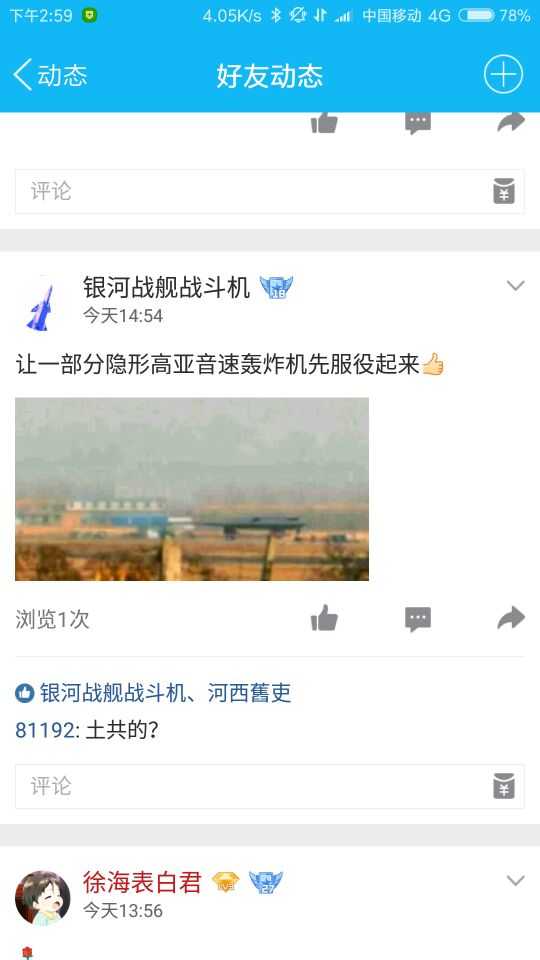 下午2:59
4.05K/s
中国移动 4G
78%
动态
好友动态
评论
¥
银河战舰战斗机
18
今天14:54
让一部分隐形高亚音速轰炸机先服役起来
浏览1次
银河战舰战斗机、河西舊吏
81192: 土共的?
评论
¥
徐海表白君
27
今天13:56